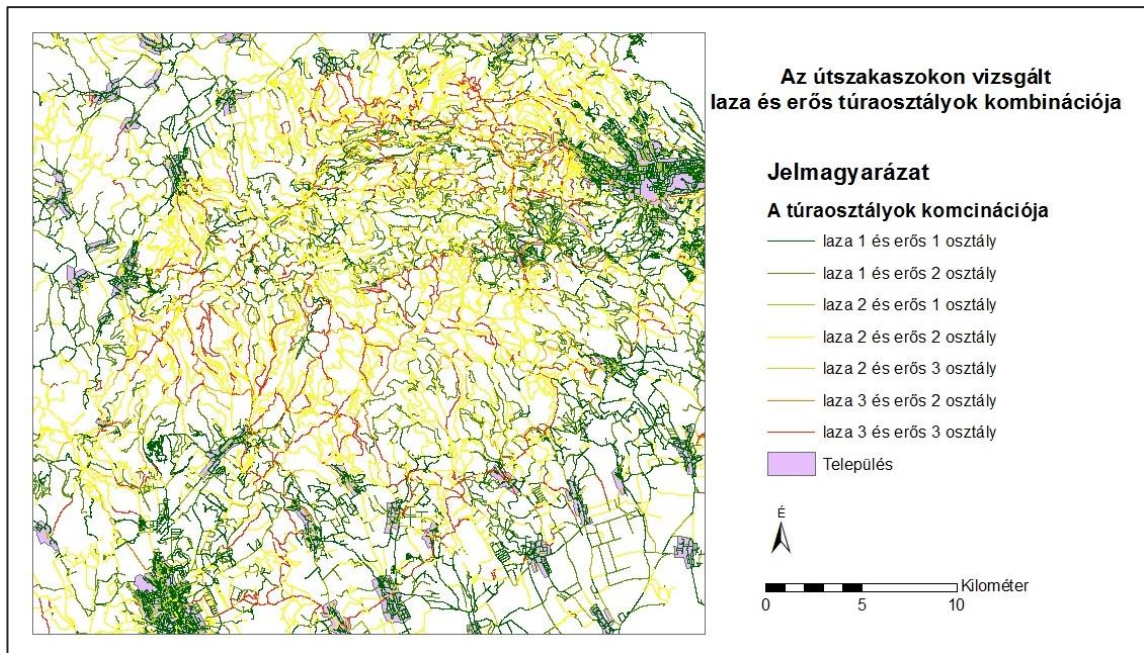 Az útszakaszokon vizsgált
laza és erős túraosztályok kombinációja
Jelmagyarázat
A túraosztályok komcinációja
laza 1 és erős 1 osztály
laza 1 és erős 2 osztály
laza 2 és erős 1 osztály
laza 2 és erős 2 osztály
laza 2 és erős 3 osztály
laza 3 és erős 2 osztály
laza 3 és erős 3 osztály
Település
É
Kilométer
0 5 10